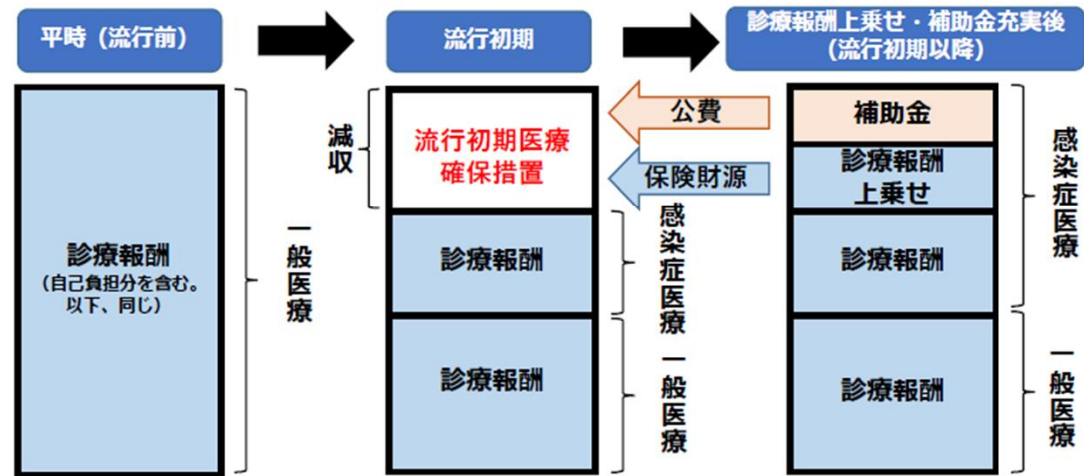 平時（流行前）
流行初期
診療報酬上乗せ・補助金充実後
（流行初期以降）
診療報酬
（自己負担分を含む。
以下、同じ）
一般医療
減収
流行初期医療
確保措置
診療報酬
診療報酬
感染症医療
一般医療
公費
保険財源
補助金
診療報酬
上乗せ
診療報酬
診療報酬
感染症医療
一般医療